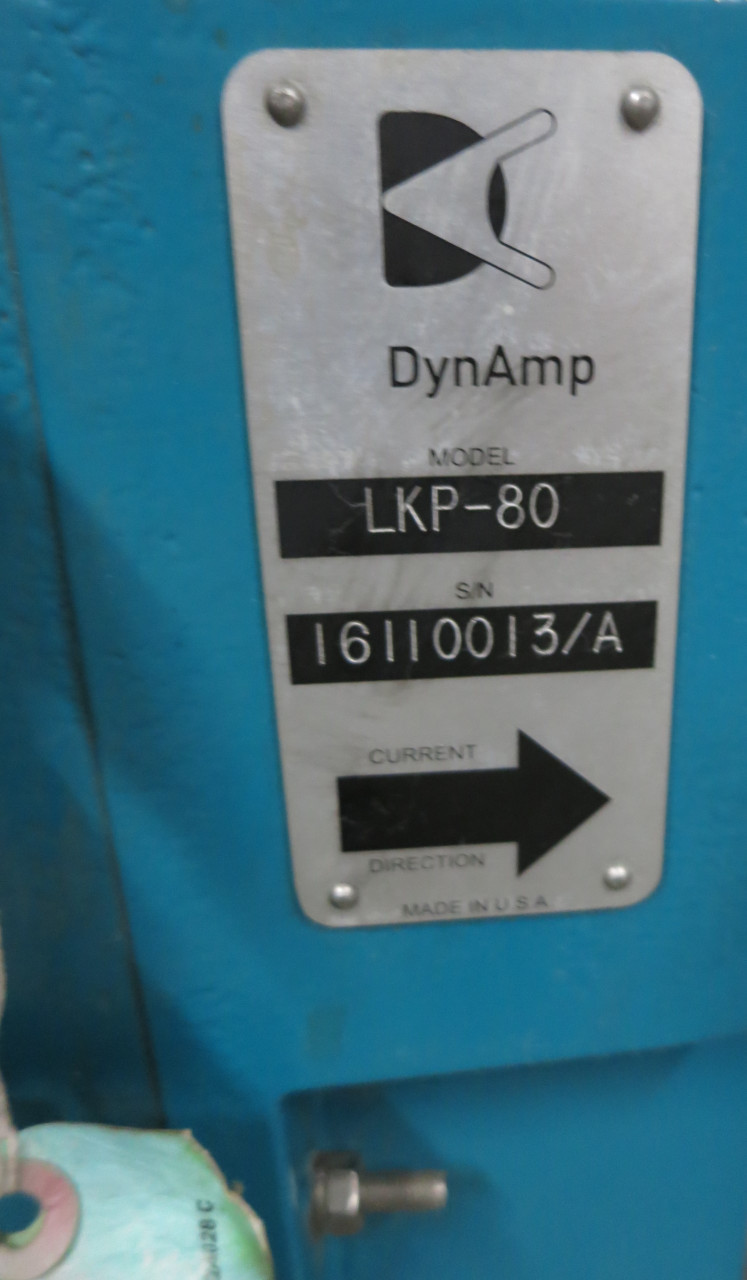 DynAmp
MODEL
LKP-80
S/N
16110013/A
CURRENT
DIRECTION
MADE IN U.S.A